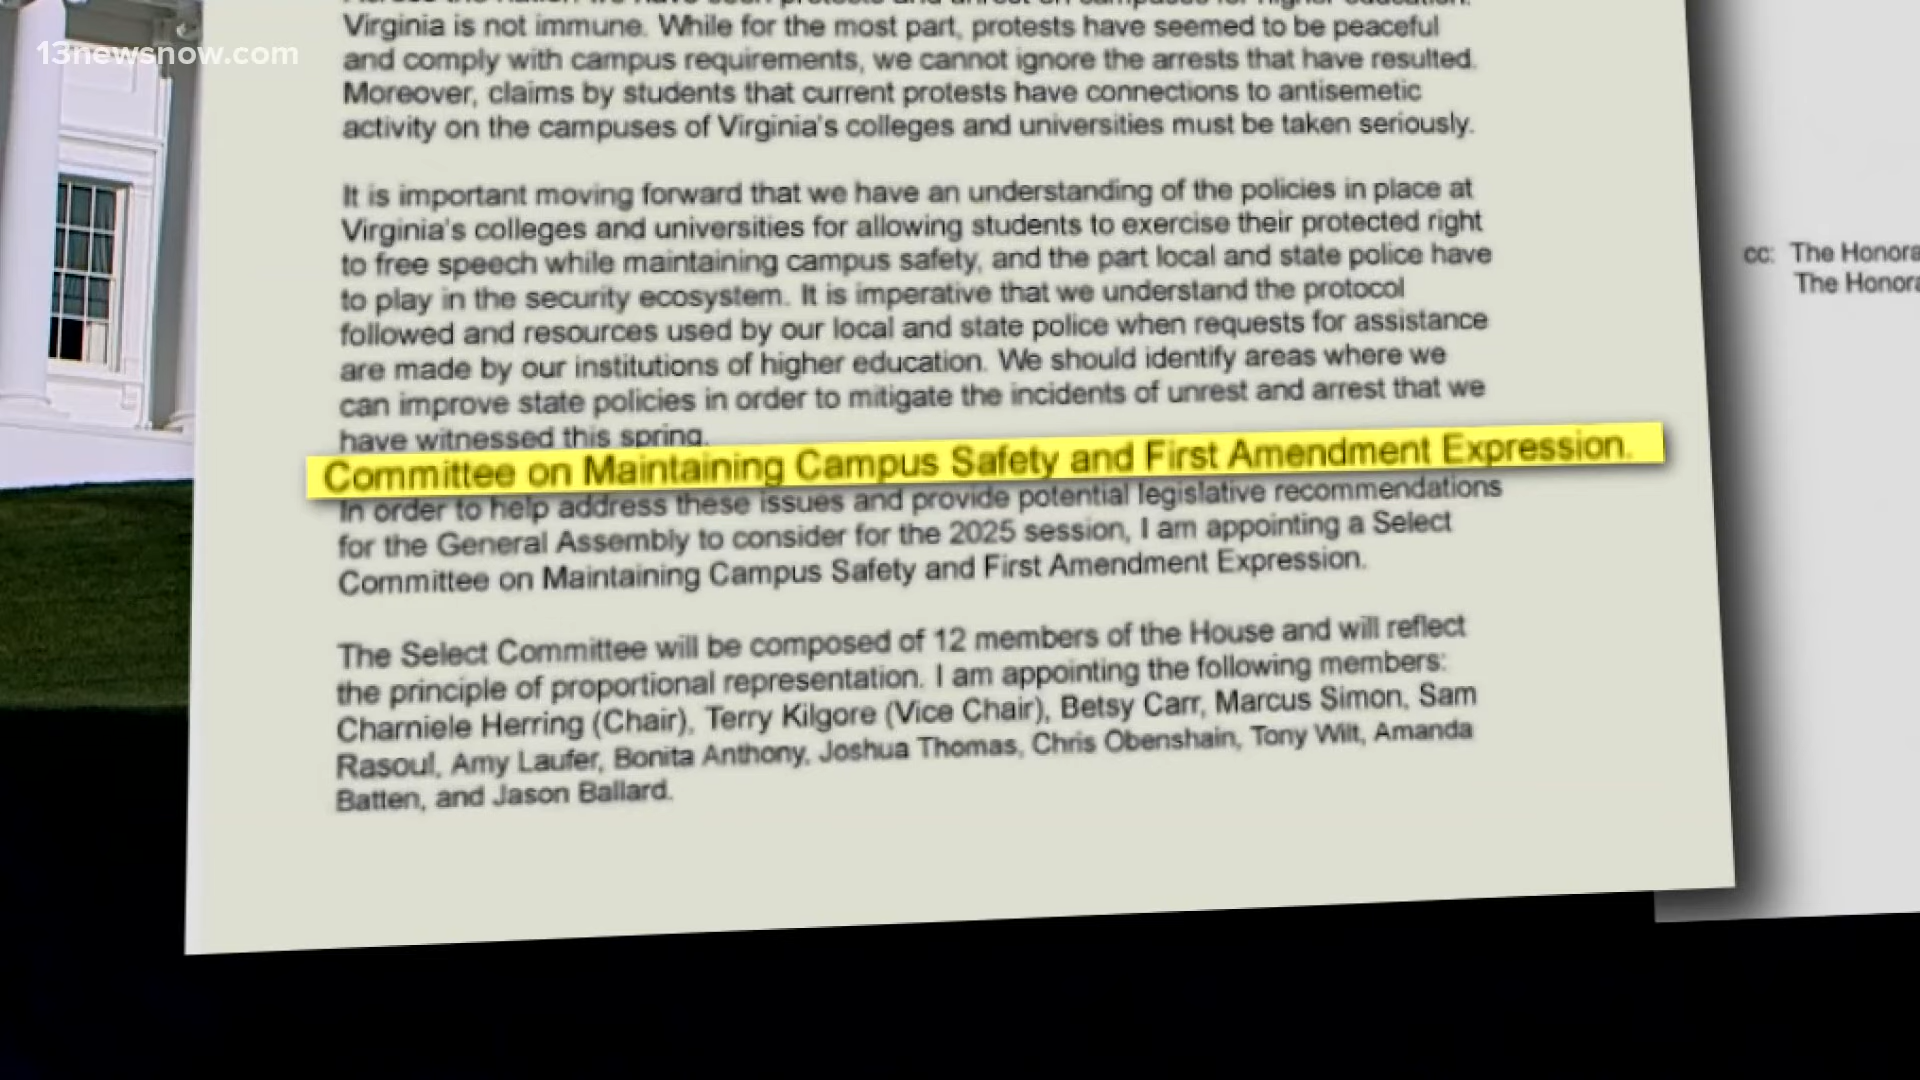 13newsnow.com
Virginia is not immune. While for the most part, protests have seemed to be peaceful
and comply with campus requirements, we cannot ignore the arrests that have resulted.
Moreover, claims by students that current protests have connections to antisemetic
activity on the campuses of Virginia's colleges and universities must be taken seriously.
It is important moving forward that we have an understanding of the policies in place at
Virginia's colleges and universities for allowing students to exercise their protected right
to free speech while maintaining campus safety, and the part local and state police have
to play in the security ecosystem. It is imperative that we understand the protocol
followed and resources used by our local and state police when requests for assistance
are made by our institutions of higher education. We should identify areas where we
can improve state policies in order to mitigate the incidents of unrest and arrest that we
have witnessed this spring.
Committee on Maintaining Campus Safety and First Amendment Expression.
In order to help address these issues and provide potential legislative recommendations
for the General Assembly to consider for the 2025 session, I am appointing a Select
Committee on Maintaining Campus Safety and First Amendment Expression.
The Select Committee will be composed of 12 members of the House and will reflect
the principle of proportional representation. I am appointing the following members:
Charniele Herring (Chair), Terry Kilgore (Vice Chair), Betsy Carr, Marcus Simon, Sam
Rasoul, Amy Laufer, Bonita Anthony, Joshua Thomas, Chris Obenshain, Tony Wilt, Amanda
Batten, and Jason Ballard.
cc: The Honora
The Honora